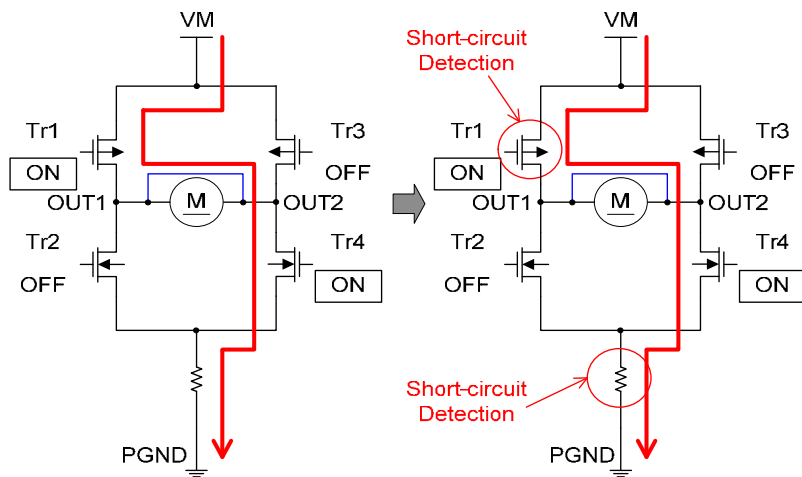 VM
Tr1
ON
Tr3
OFF
OUT1
M
OUT2
Tr2
OFF
Tr4
ON
PGND
Short-circuit
Detection
VM
Tr1
ON
Tr3
OFF
OUT1
M
OUT2
Tr2
OFF
Tr4
ON
Short-circuit
Detection
PGND